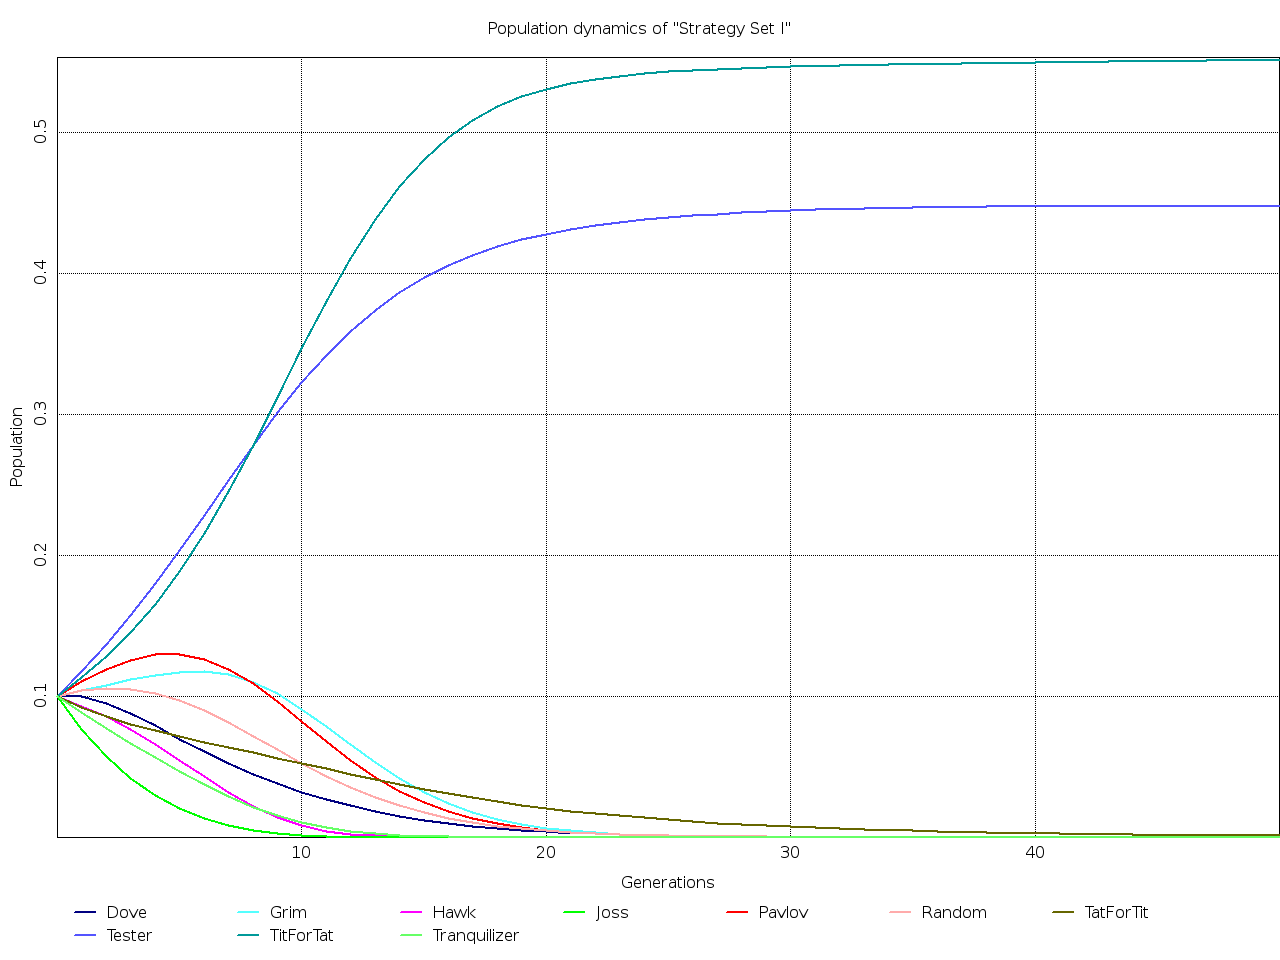 Population dynamics of "Strategy Set I"
0.5
0.4
0.3
0.2
0.1
Population
10 20 30 40
Generations
Dove Grim Hawk Joss Pavlov Random TatForTit
Tester TitForTat Tranquilizer